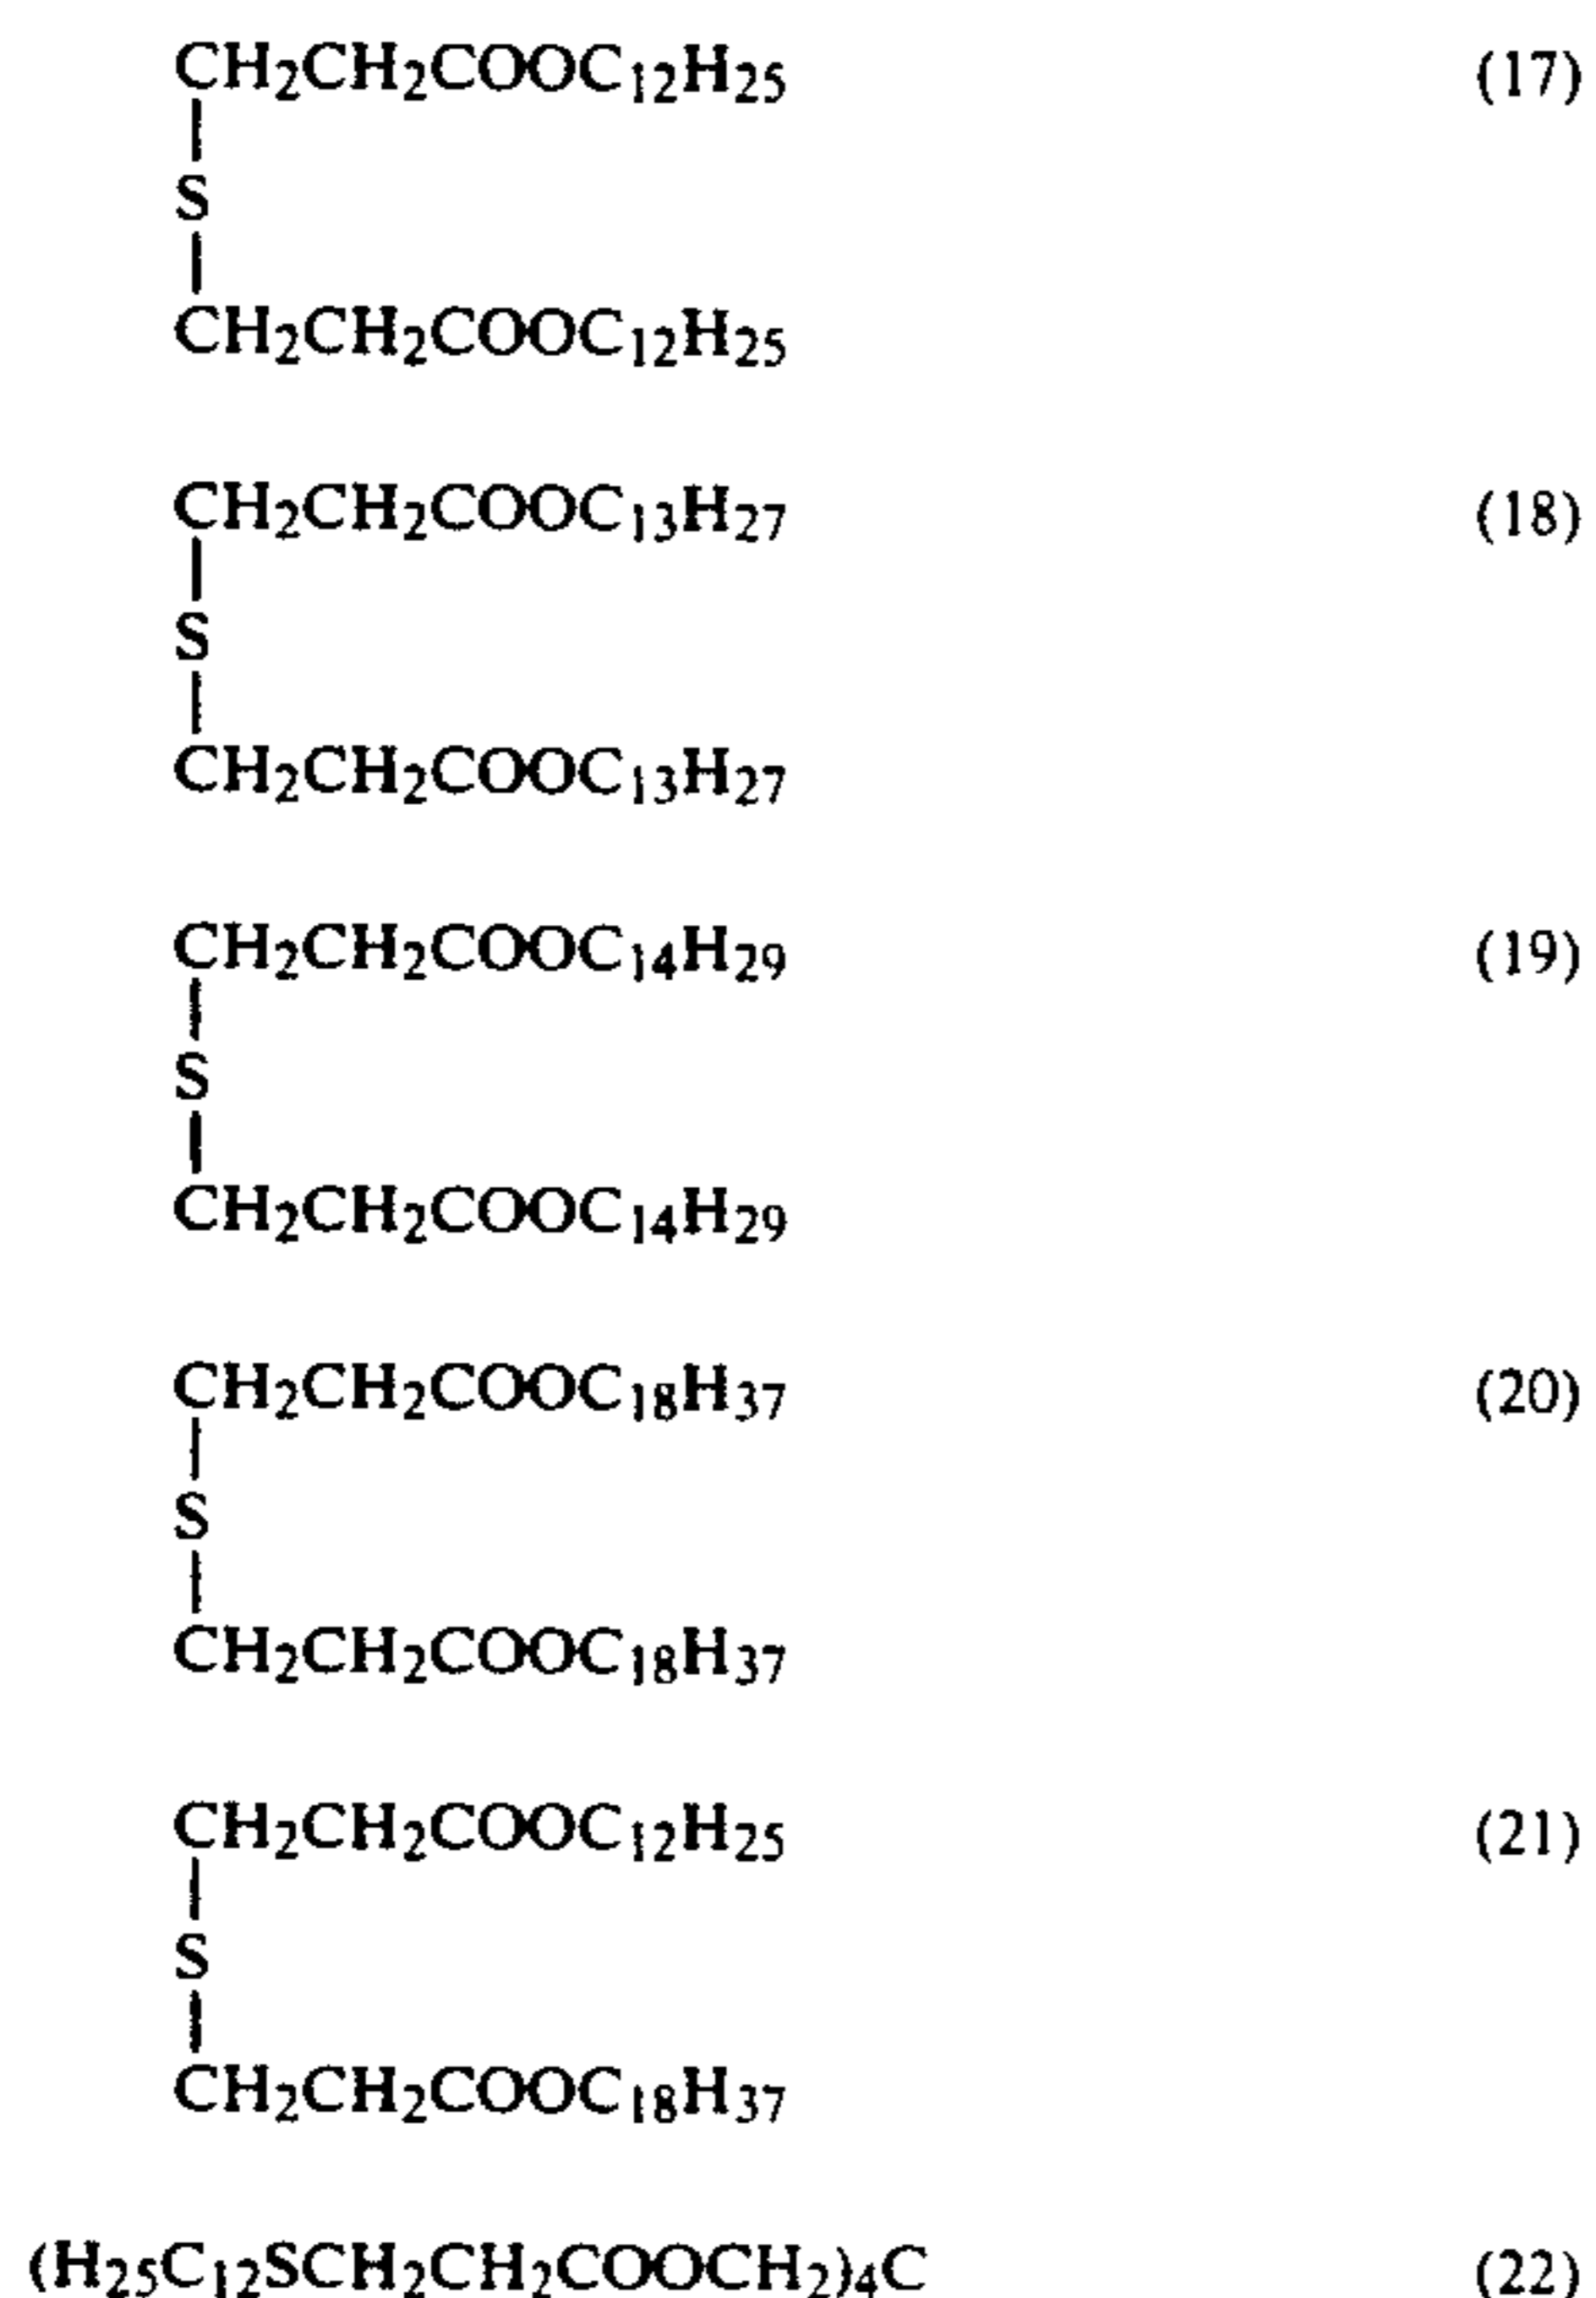 CH₂CH₂COOC₁₂H₂₅ (17)
S
CH₂CH₂COOC₁₂H₂₅
CH₂CH₂COOC₁₃H₂₇ (18)
S
CH₂CH₂COOC₁₃H₂₇
CH₂CH₂COOC₁₄H₂₉ (19)
S
CH₂CH₂COOC₁₄H₂₉
CH₂CH₂COOC₁₈H₃₇ (20)
S
CH₂CH₂COOC₁₈H₃₇
CH₂CH₂COOC₁₂H₂₅ (21)
S
CH₂CH₂COOC₁₈H₃₇
(H₂₅C₁₂SCH₂CH₂COOCH₂)₄C (22)